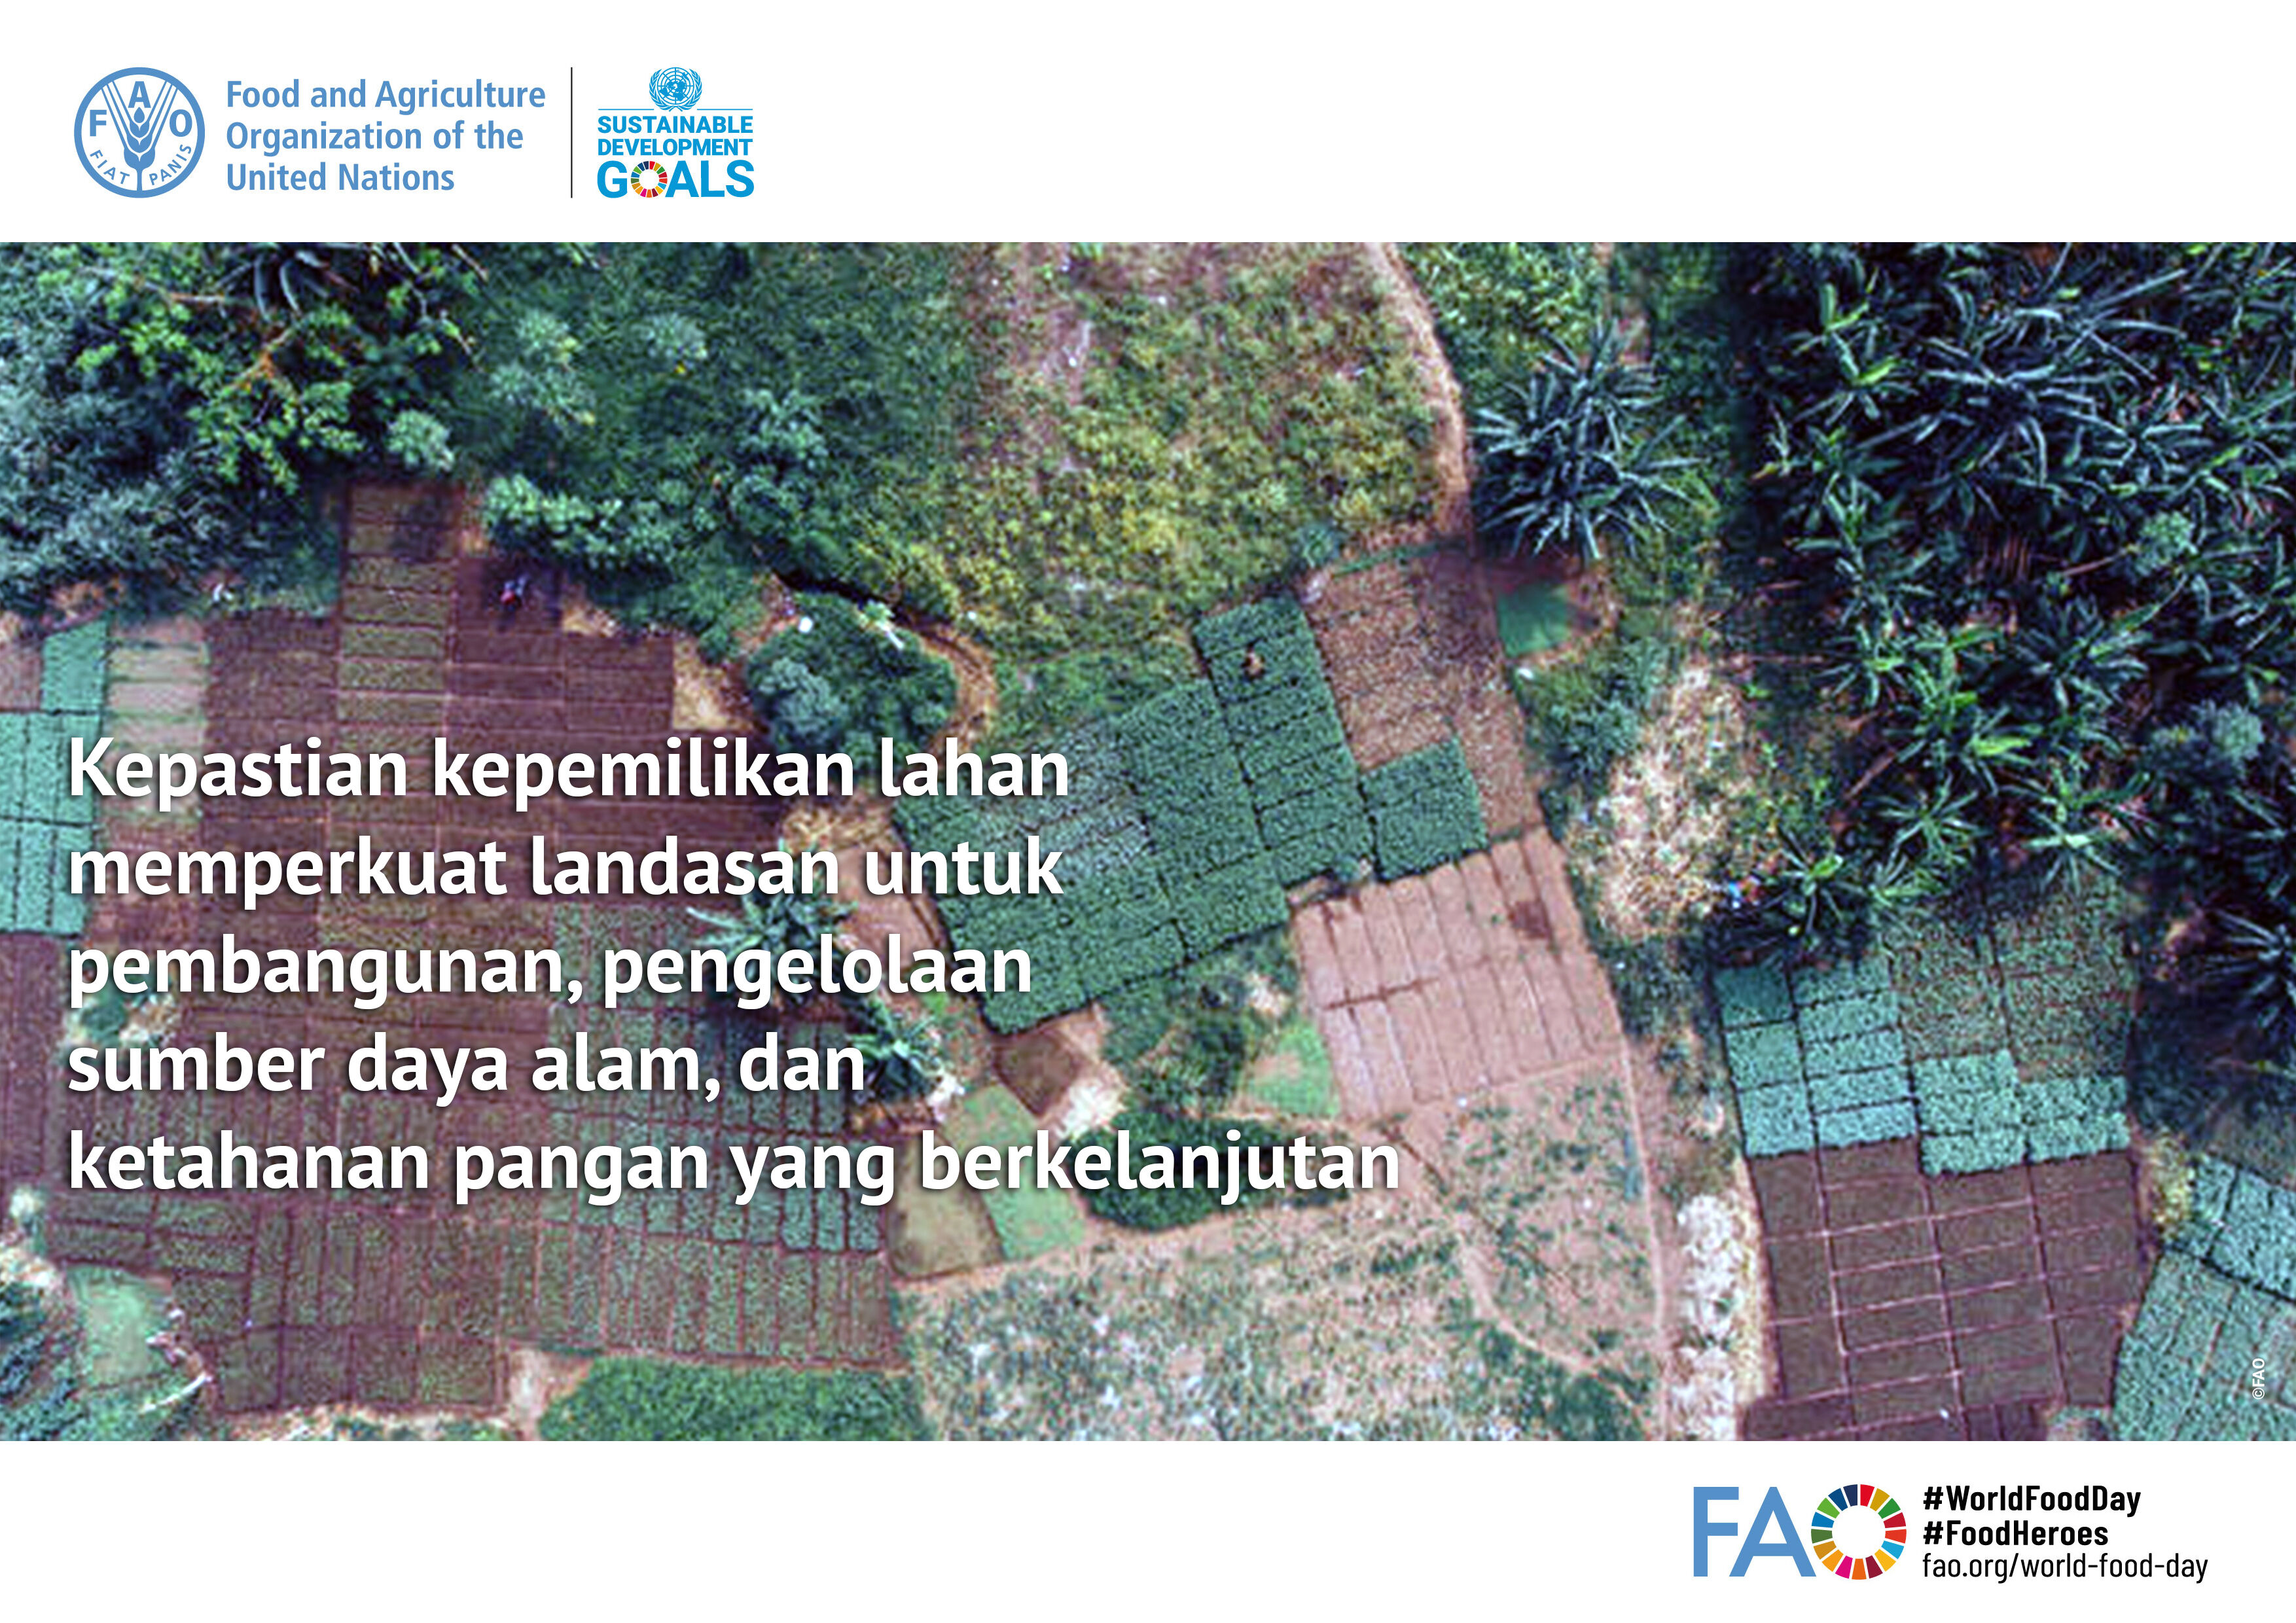 FAO
FIAT PANIS
Food and Agriculture
Organization of the
United Nations
SUSTAINABLE
DEVELOPMENT
GOALS
Kepastian kepemilikan lahan
memperkuat landasan untuk
pembangunan, pengelolaan
sumber daya alam, dan
ketahanan pangan yang berkelanjutan
©FAO
FAO
#WorldFoodDay
#FoodHeroes
fao.org/world-food-day